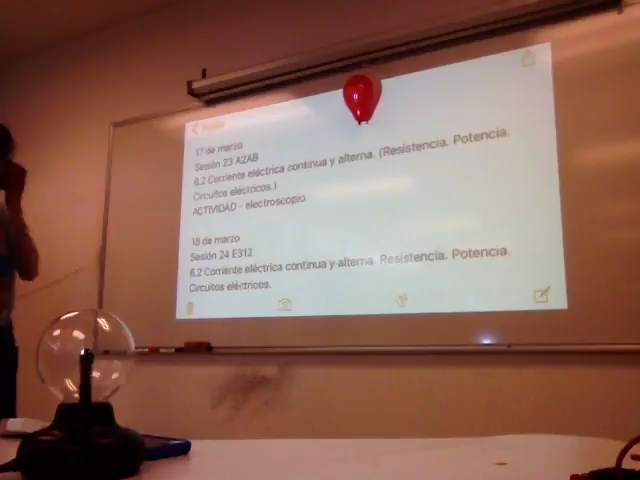 17 de marzo
Sesión 23 A2AB
6.2 Corriente eléctrica continua y alterna. (Resistencia. Potencia.
Circuitos eléctricos.)
ACTIVIDAD - electroscopio
18 de marzo
Sesión 24 E312
6.2 Corriente eléctrica continua y alterna. Resistencia. Potencia.
Circuitos eléctricos.